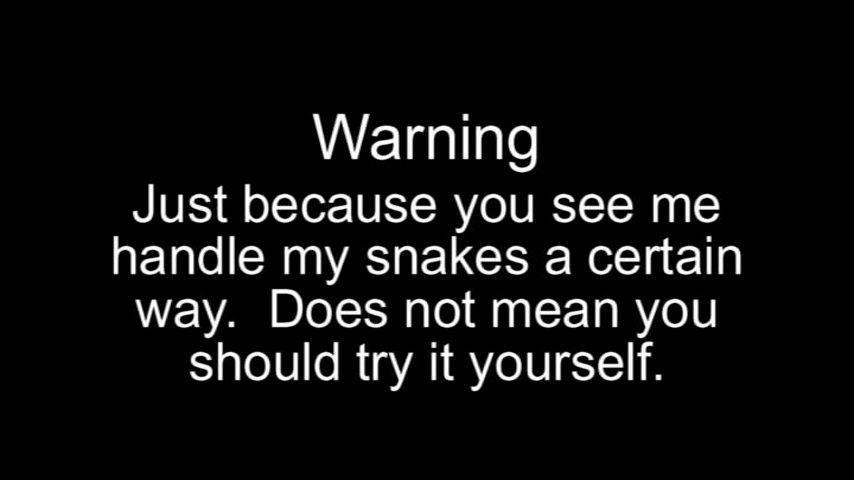 Warning
Just because you see me
handle my snakes a certain
way.  Does not mean you
should try it yourself.